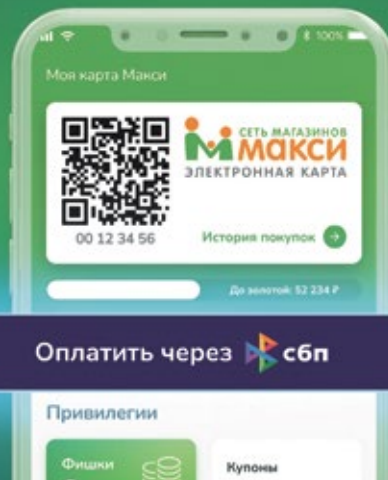 100%
Моя карта Макси
СЕТЬ МАГАЗИНОВ
МАКСИ
ЭЛЕКТРОННАЯ КАРТА
00 12 34 56
История покупок
До золотой: 52 234 ₽
Оплатить через сбп
Привилегии
Фишки
Купоны